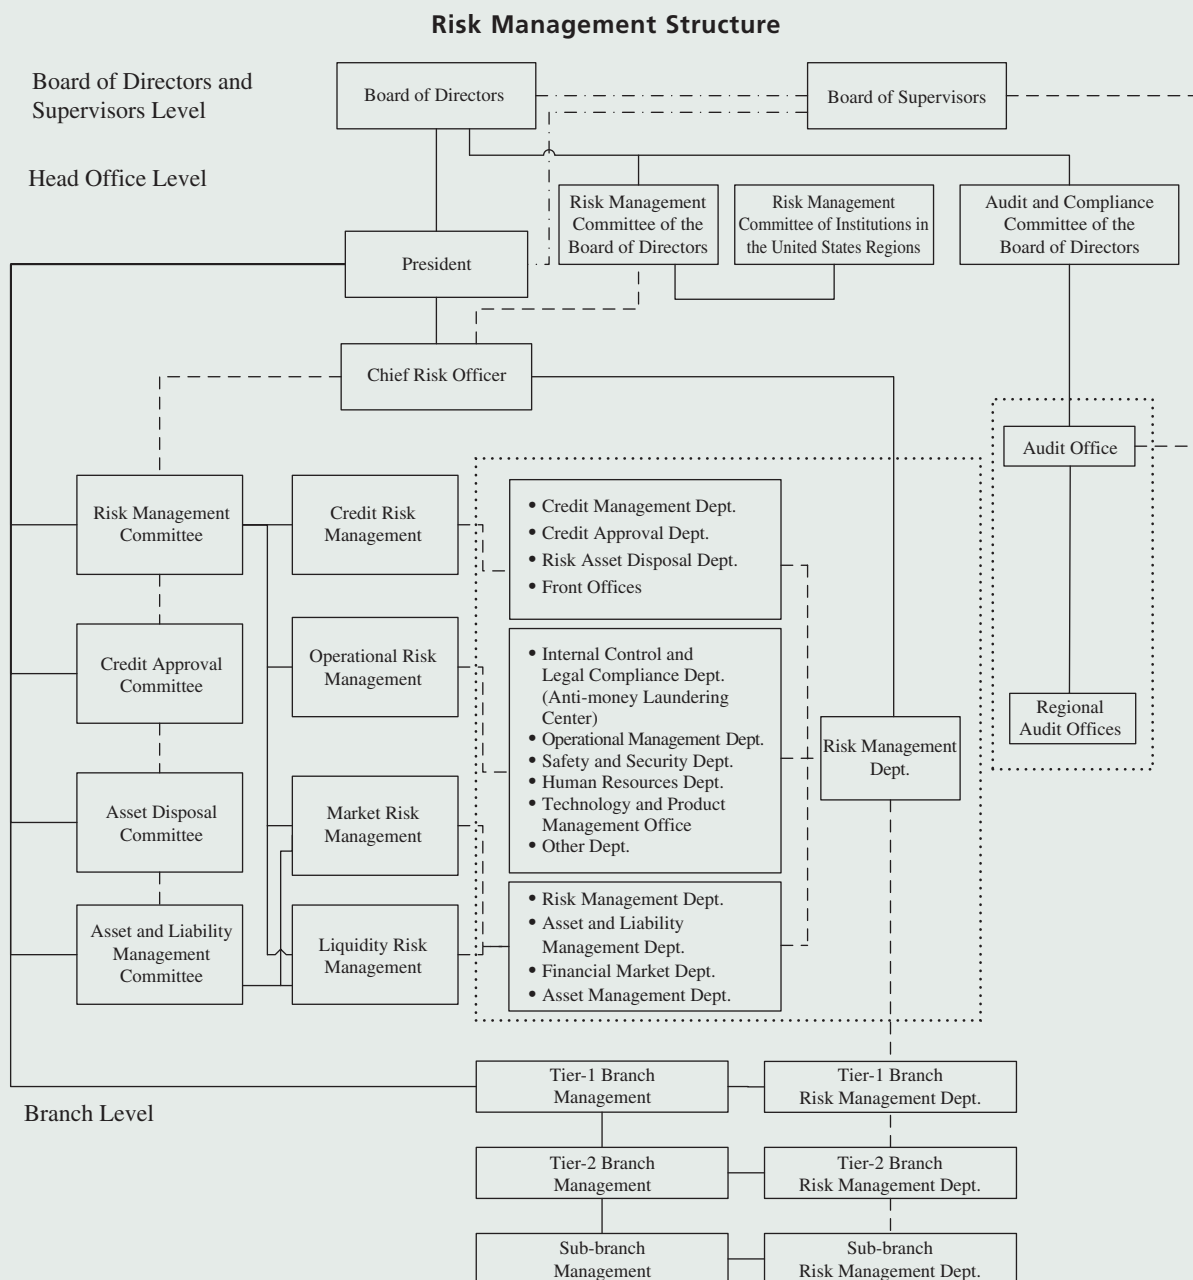 Risk Management Structure
Board of Directors and
Supervisors Level
Board of Directors
Board of Supervisors
Head Office Level
Risk Management
Committee of the
Board of Directors
Risk Management
Committee of Institutions in
the United States Regions
Audit and Compliance
Committee of the
Board of Directors
President
Chief Risk Officer
Audit Office
Regional
Audit Offices
Risk Management
Committee
Credit Risk
Management
• Credit Management Dept.
• Credit Approval Dept.
• Risk Asset Disposal Dept.
• Front Offices
Credit Approval
Committee
Operational Risk
Management
• Internal Control and
Legal Compliance Dept.
(Anti-money Laundering
Center)
• Operational Management Dept.
• Safety and Security Dept.
• Human Resources Dept.
• Technology and Product
Management Office
• Other Dept.
Risk Management
Dept.
Asset Disposal
Committee
Market Risk
Management
Asset and Liability
Management
Committee
Liquidity Risk
Management
• Risk Management Dept.
• Asset and Liability
Management Dept.
• Financial Market Dept.
• Asset Management Dept.
Branch Level
Tier-1 Branch
Management
Tier-1 Branch
Risk Management Dept.
Tier-2 Branch
Management
Tier-2 Branch
Risk Management Dept.
Sub-branch
Management
Sub-branch
Risk Management Dept.